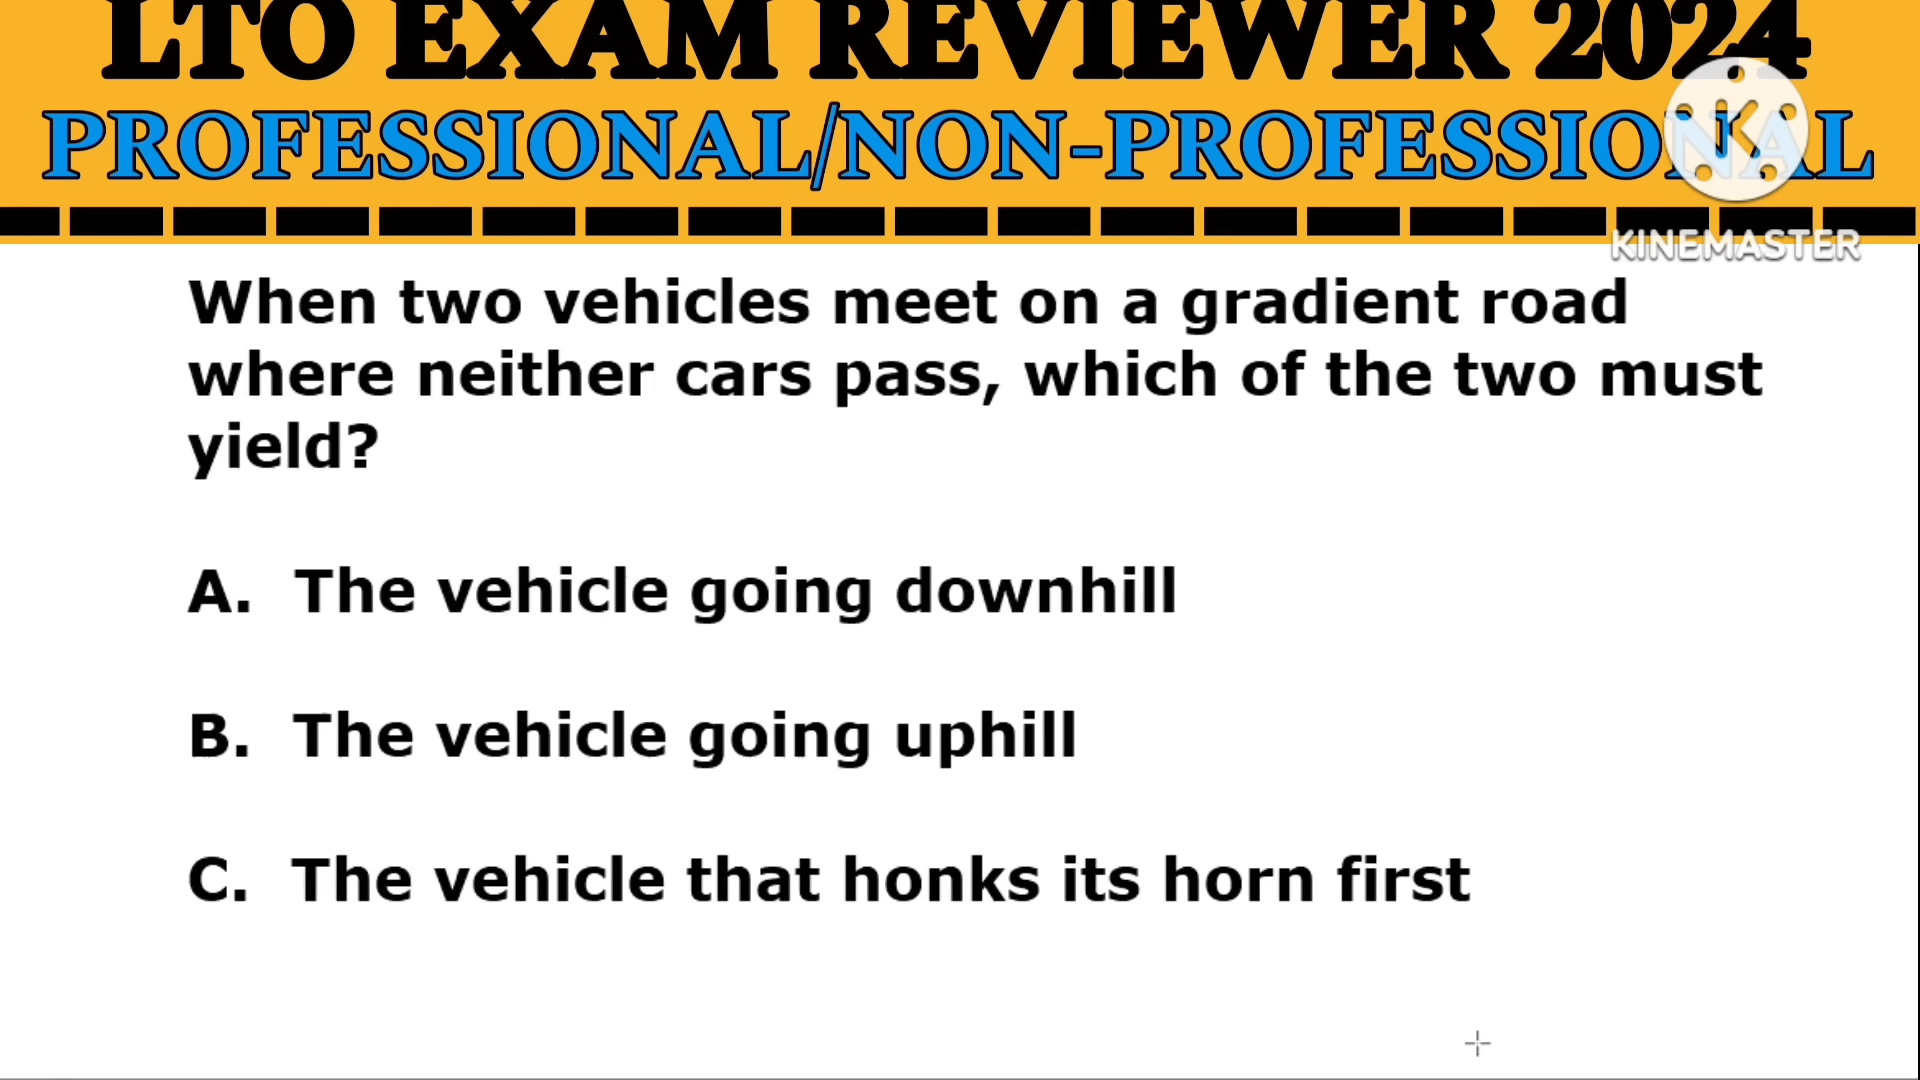 LTO EXAM REVIEWER 2024
PROFESSIONAL/NON-PROFESSIONAL
KINEMASTER
When two vehicles meet on a gradient road
where neither cars pass, which of the two must
yield?
A. The vehicle going downhill
B. The vehicle going uphill
C. The vehicle that honks its horn first